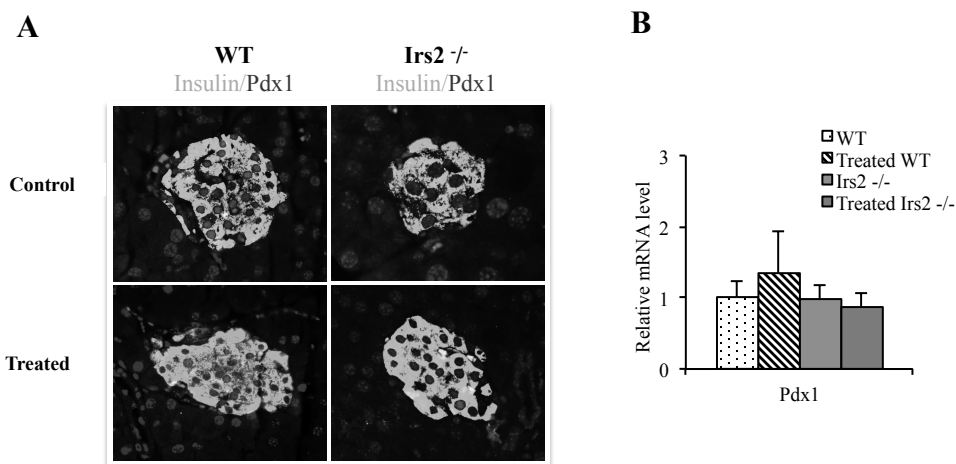 A
B
WT
Irs2 -/-
Insulin/Pdx1
Insulin/Pdx1
Control
Treated
WT
Treated WT
Irs2 -/-
Treated Irs2 -/-
Relative mRNA level
3
2
1
0
Pdx1